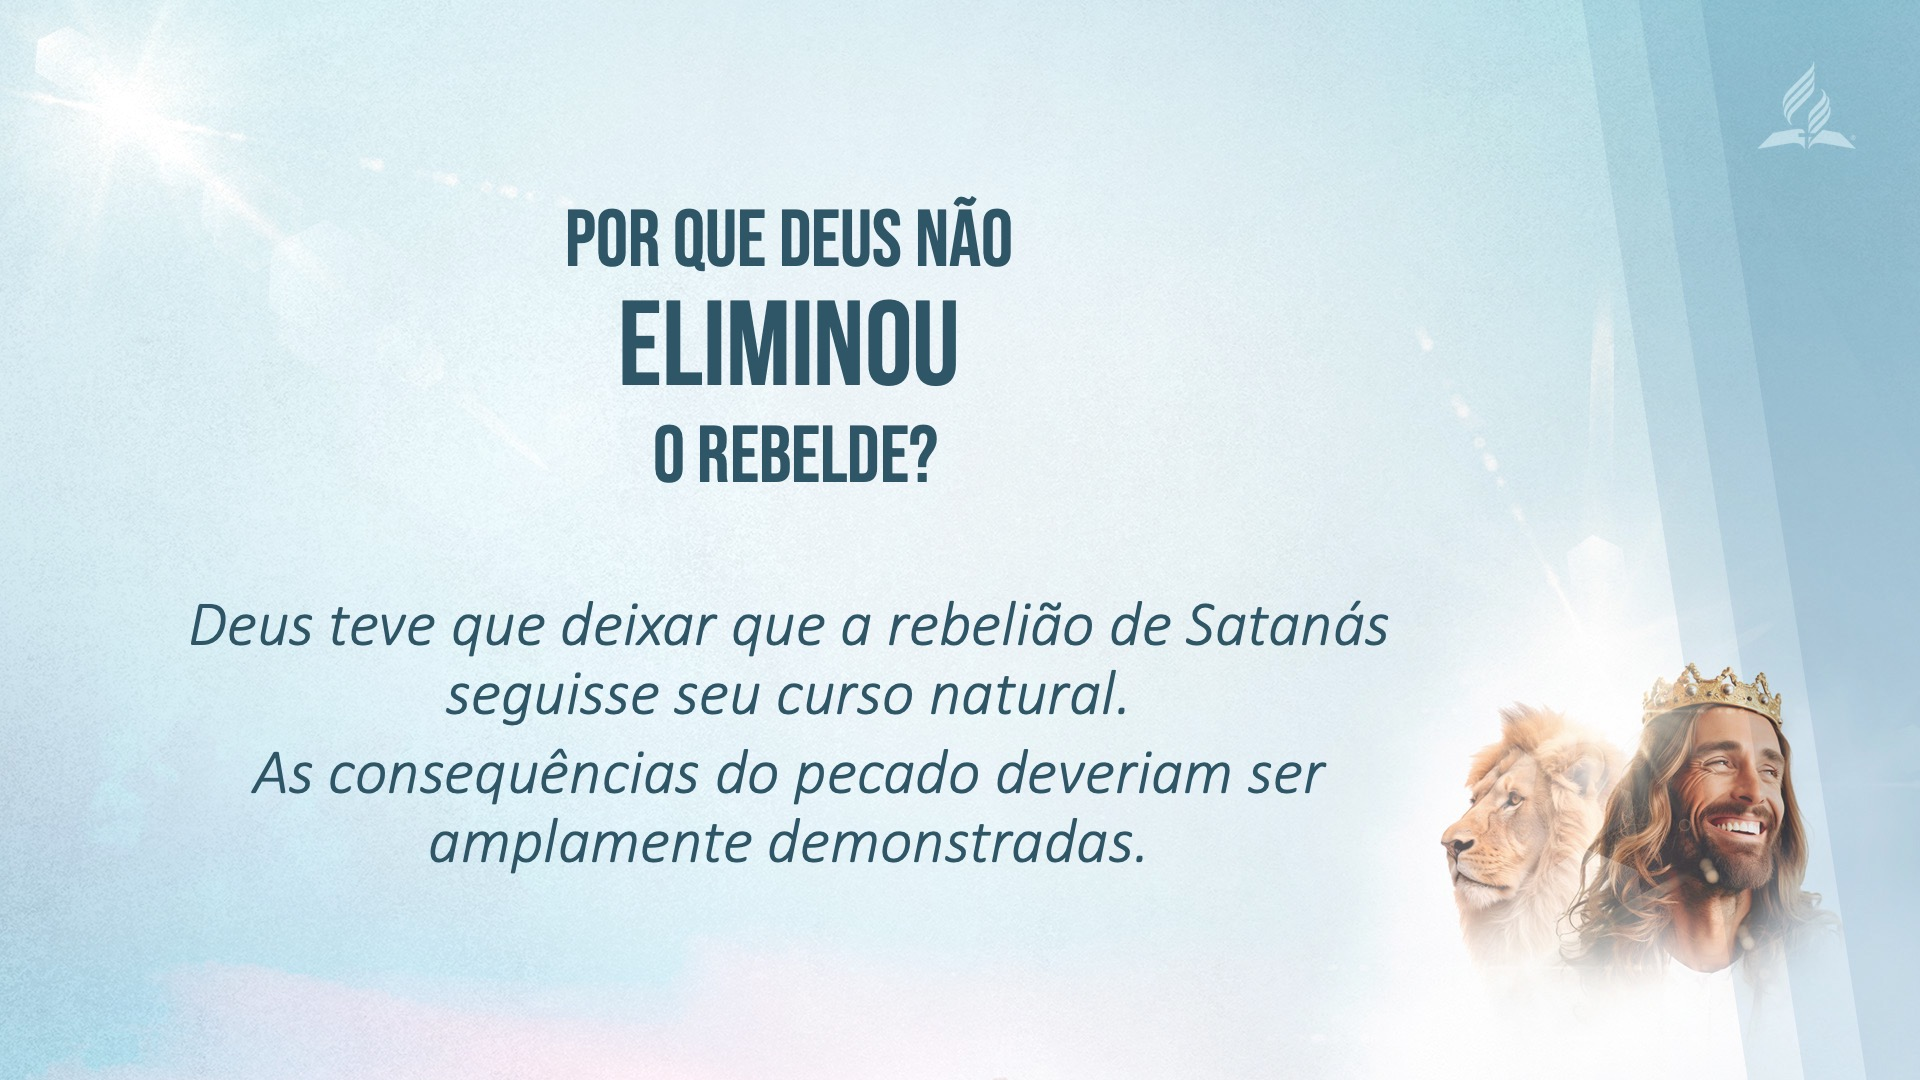 POR QUE DEUS NÃO
ELIMINOU
O REBELDE?
Deus teve que deixar que a rebelião de Satanás
seguisse seu curso natural.
As consequências do pecado deveriam ser
amplamente demonstradas.